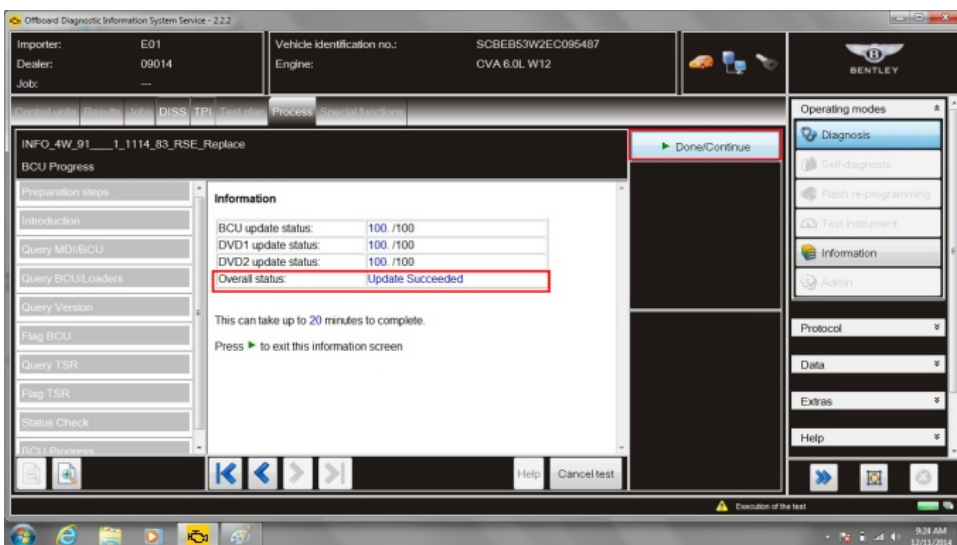 Offboard Diagnostic Information System Service - 2.2.2
Importer: E01
Dealer: 09014
Job: ---
Vehicle identification no.: SCBEB53W2EC095487
Engine: CVA 6.0L W12
BENTLEY
Control units Results Jobs DISS TPI Test plan Process Special functions
INFO_4W_91____1_1114_83_RSE_Replace
BCU Progress
Done/Continue
Preparation steps
Introduction
Query MDI/BCU
Query BCU/Loaders
Query Version
Flag BCU
Query TSR
Flag TSR
Status Check
BCU Progress
Information
BCU update status: 100. /100
DVD1 update status: 100. /100
DVD2 update status: 100. /100
Overall status: Update Succeeded
This can take up to 20 minutes to complete.
Press ► to exit this information screen
Help
Cancel test
Operating modes
Diagnosis
Self-diagnosis
Flash re-programming
Test instrument
Information
Admin
Protocol
Data
Extras
Help
Execution of the test
9:24 AM
12/11/2014